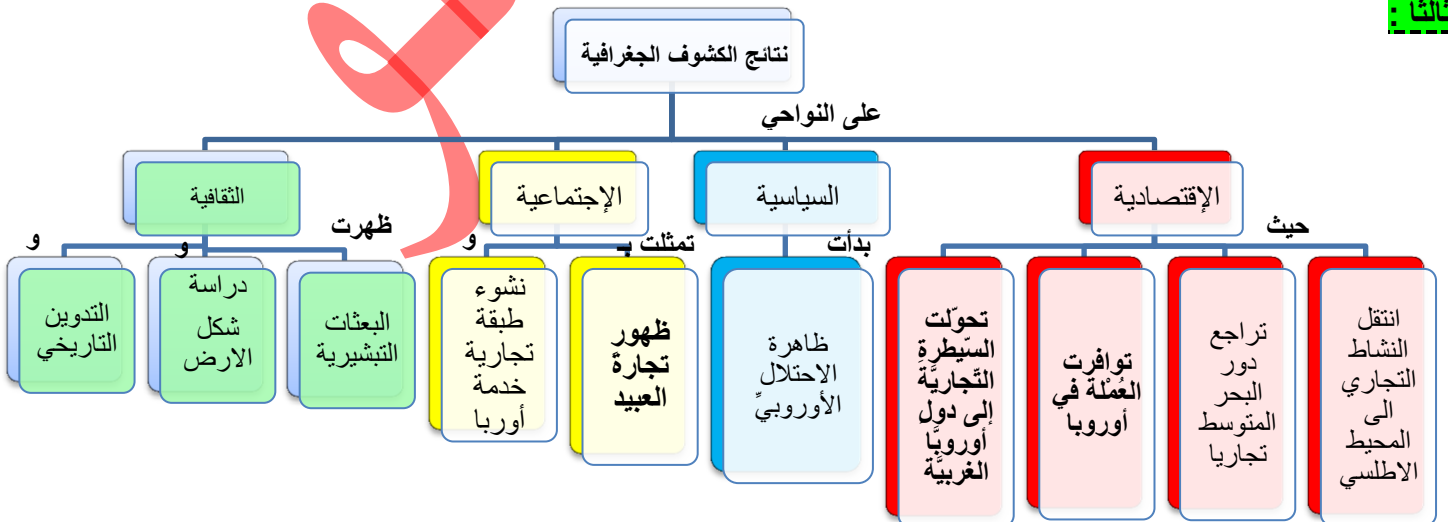 ثالثا :
نتائج الكشوف الجغرافية
على النواحي
الإقتصادية
السياسية
الإجتماعية
الثقافية
حيث
بدأت
تمثلت بـ
و
ظهرت
و
و
انتقل
النشاط
التجاري
الى
المحيط
الاطلسي
تراجع
دور
البحر
المتوسط
تجاريا
توافرت
العُمْلة في
أوروبا
تحوّلت
السّيطرة
التّجاريَّة
إلى دولِ
أوروبَّا
الغربيَّة
ظاهرة
الاحتلال
الأوروبيِّ
ظهور
تجارةُ
العبيد
نشوء
طبقة
تجارية
خدمة
أوربا
البعثات
التبشيرية
دراسة
شكل
الارض
التدوين
التاريخي